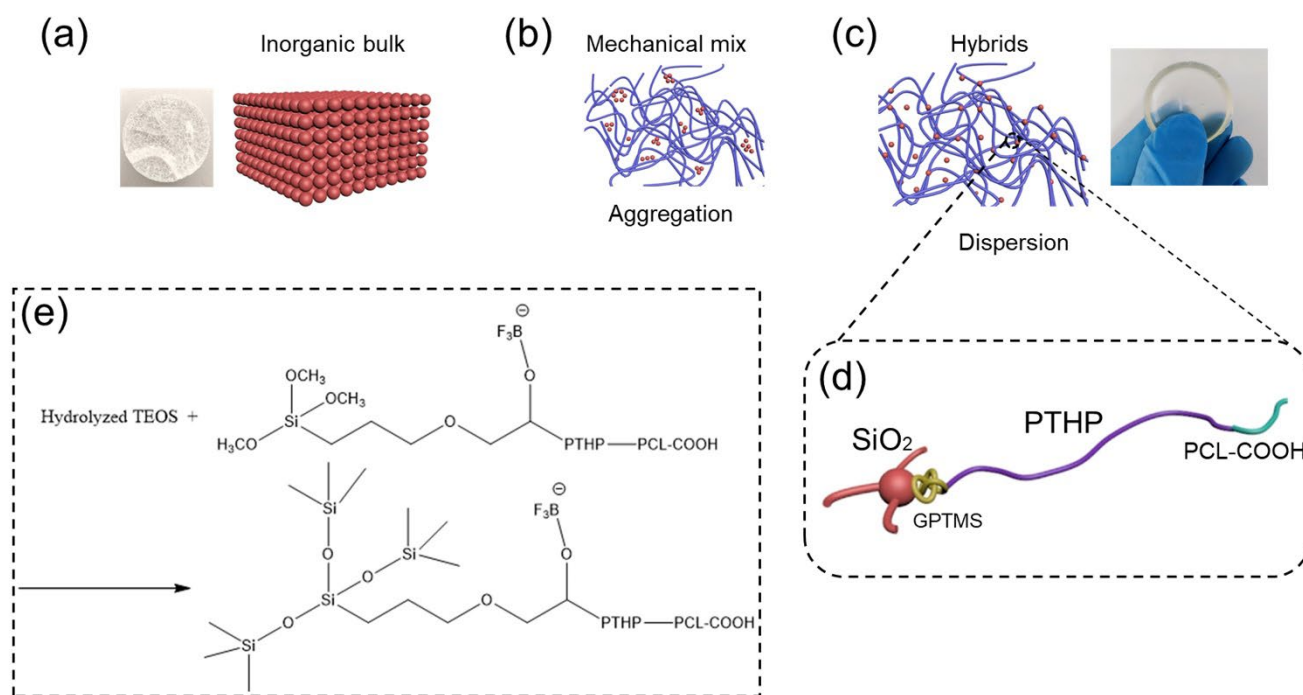 (a)
Inorganic bulk
(b)
Mechanical mix
Aggregation
(c)
Hybrids
Dispersion
(d)
SiO₂
GPTMS
PTHP
PCL-COOH
(e)
Hydrolyzed TEOS +
⊖
F₃B
O
OCH₃
OCH₃
Si
H₃CO
O
PTHP—PCL-COOH
⊖
F₃B
O
Si
O
Si
O
Si
O
Si
O
PTHP—PCL-COOH